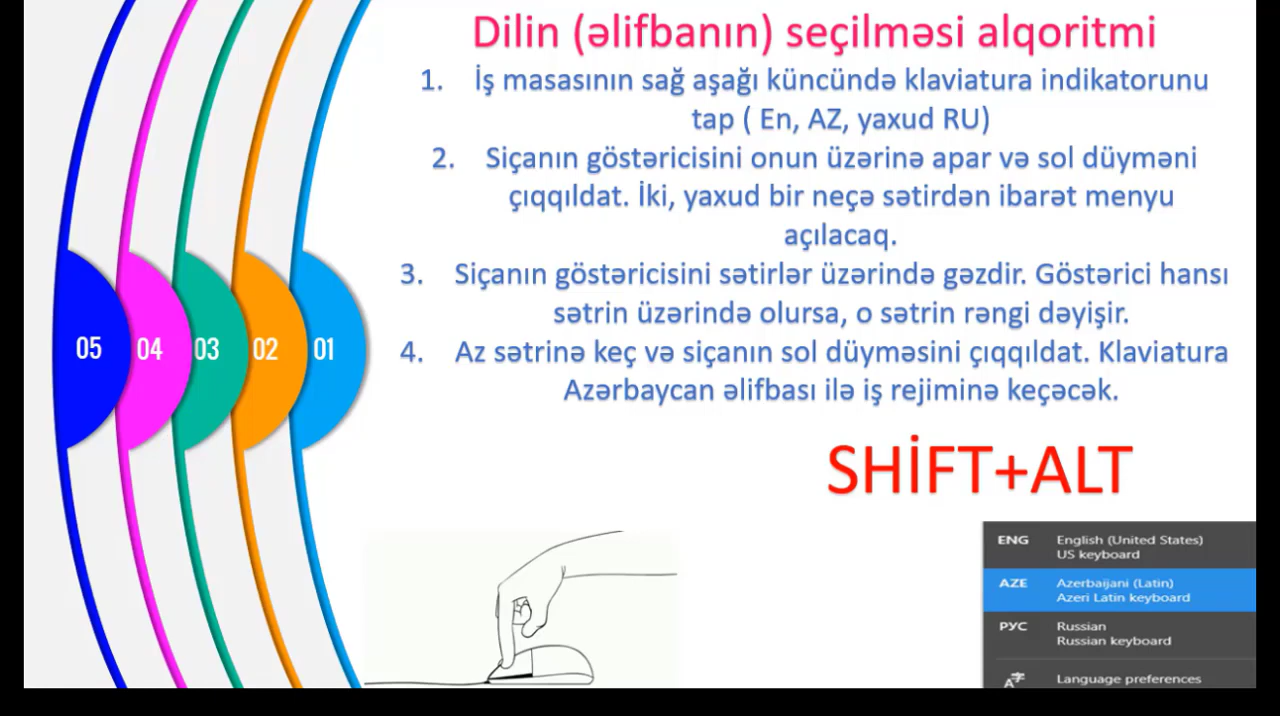 Dilin (əlifbanın) seçilməsi alqoritmi
1. İş masasının sağ aşağı küncündə klaviatura indikatorunu
tap ( En, AZ, yaxud RU)
2. Siçanın göstəricisini onun üzərinə apar və sol düyməni
çıqqıldat. İki, yaxud bir neçə sətirdən ibarət menyu
açılacaq.
3. Siçanın göstəricisini sətirlər üzərində gəzdir. Göstərici hansı
sətrin üzərində olursa, o sətrin rəngi dəyişir.
4. Az sətrinə keç və siçanın sol düyməsini çıqqıldat. Klaviatura
Azərbaycan əlifbası ilə iş rejiminə keçəcək.
05 04 03 02 01
SHİFT+ALT
ENG English (United States)
US keyboard
AZE Azerbaijani (Latin)
Azeri Latin keyboard
РУС Russian
Russian keyboard
Language preferences